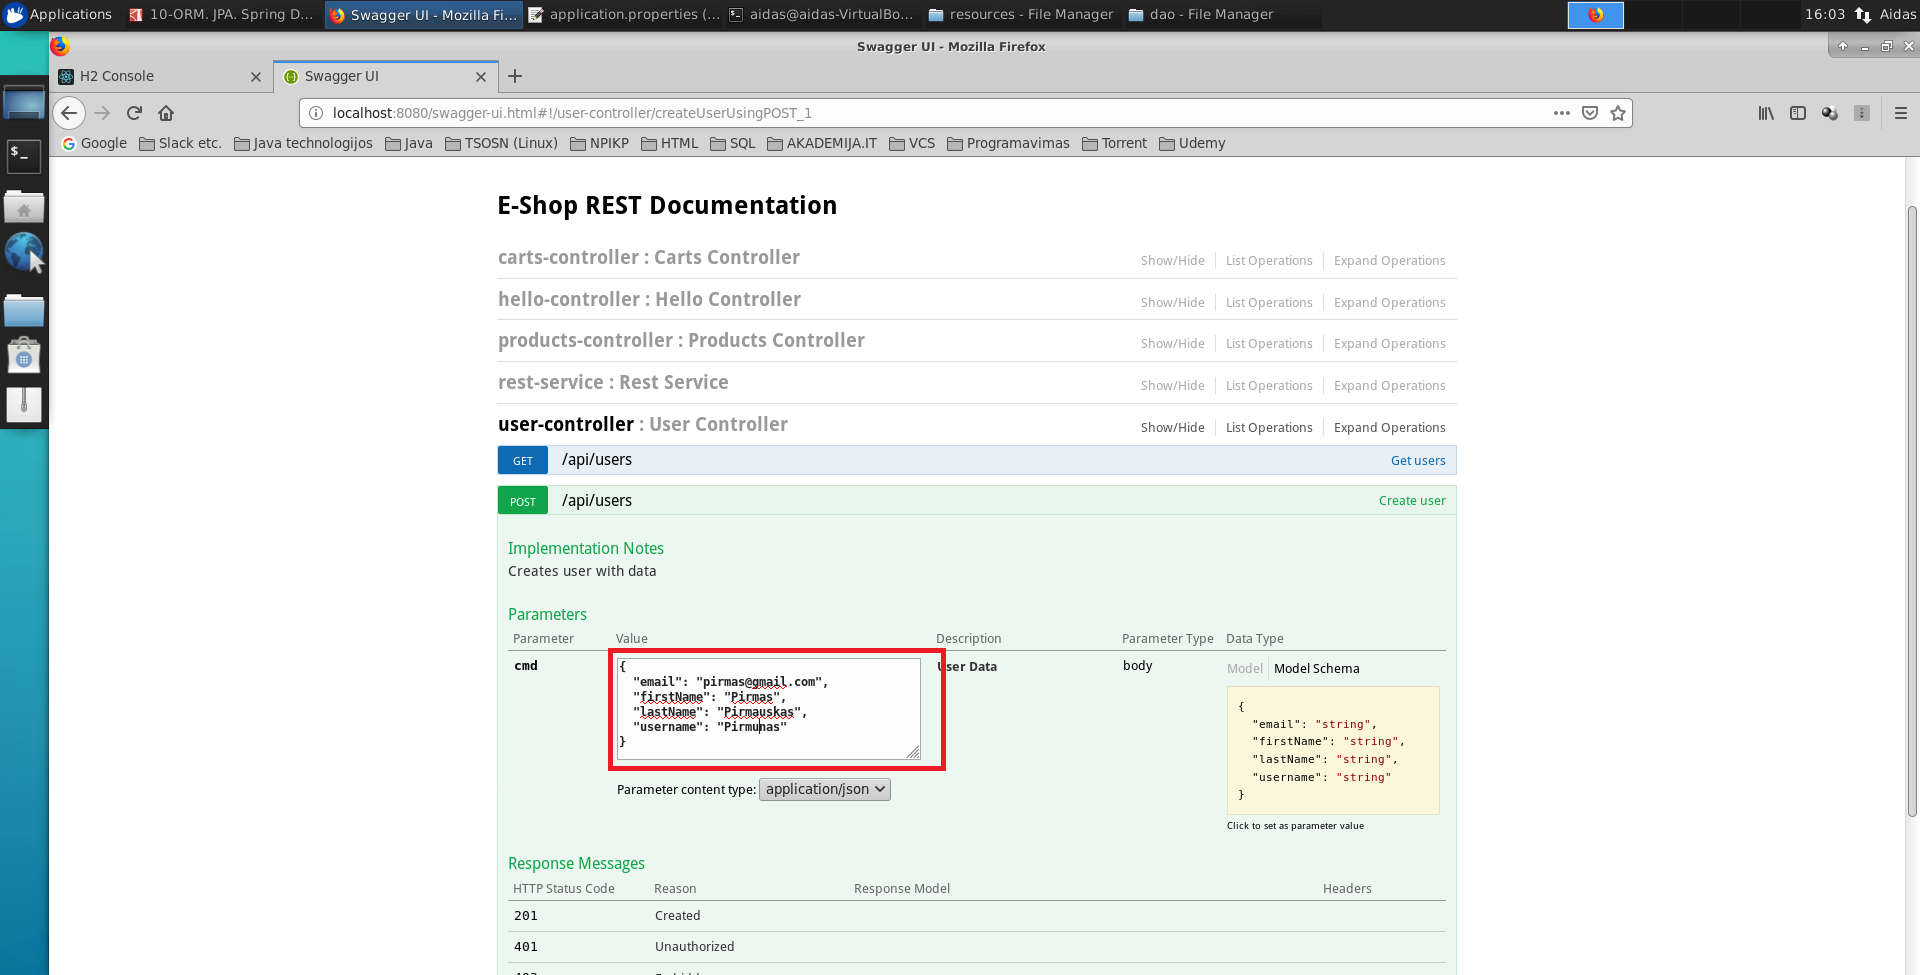 Applications
10-ORM. JPA. Spring D...
Swagger UI - Mozilla Fi...
application.properties (...
aidas@aidas-VirtualBo...
resources - File Manager
dao - File Manager
16:03
Aidas
Swagger UI - Mozilla Firefox
H2 Console
Swagger UI
localhost:8080/swagger-ui.html#!/user-controller/createUserUsingPOST_1
Google Slack etc. Java technologijos Java TSOSN (Linux) NPIKP HTML SQL AKADEMIJA.IT VCS Programavimas Torrent Udemy
E-Shop REST Documentation
carts-controller : Carts Controller Show/Hide List Operations Expand Operations
hello-controller : Hello Controller Show/Hide List Operations Expand Operations
products-controller : Products Controller Show/Hide List Operations Expand Operations
rest-service : Rest Service Show/Hide List Operations Expand Operations
user-controller : User Controller Show/Hide List Operations Expand Operations
GET /api/users Get users
POST /api/users Create user
Implementation Notes
Creates user with data
Parameters
Parameter Value Description Parameter Type Data Type
cmd
{
"email": "pirmas@gmail.com",
"firstName": "Pirmas",
"lastName": "Pirmauskas",
"username": "Pirmunas"
}
Parameter content type: application/json
User Data
body
Model Model Schema
{
"email": "string",
"firstName": "string",
"lastName": "string",
"username": "string"
}
Click to set as parameter value
Response Messages
HTTP Status Code Reason Response Model Headers
201 Created
401 Unauthorized